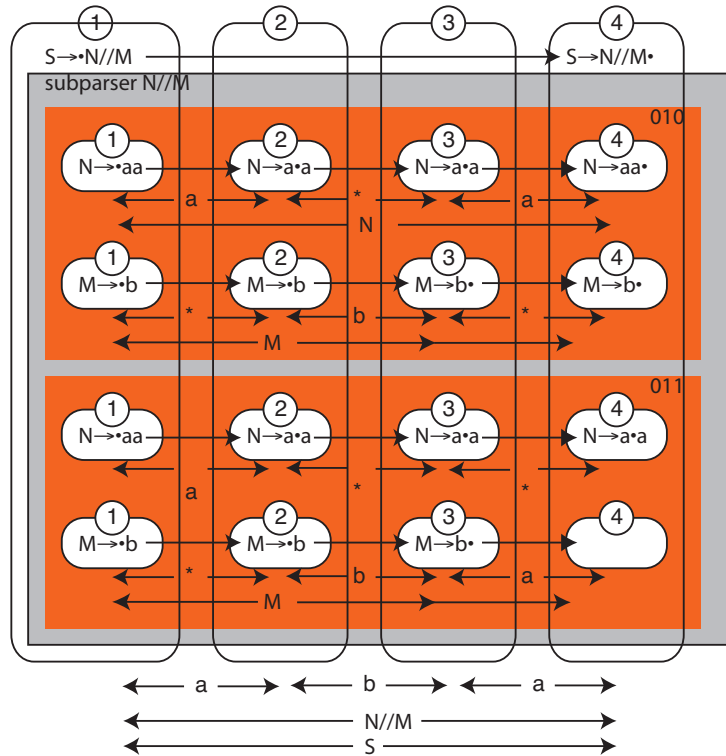 1 2 3 4
S→•N//M S→N//M•
subparser N//M
010
1 2 3 4
N→•aa N→a•a N→a•a N→aa•
a * a
N
1 2 3 4
M→•b M→•b M→b• M→b•
* b *
M
011
1 2 3 4
N→•aa N→a•a N→a•a N→a•a
a * *
1 2 3 4
M→•b M→•b M→b•
* b a
M
a b a
N//M
S